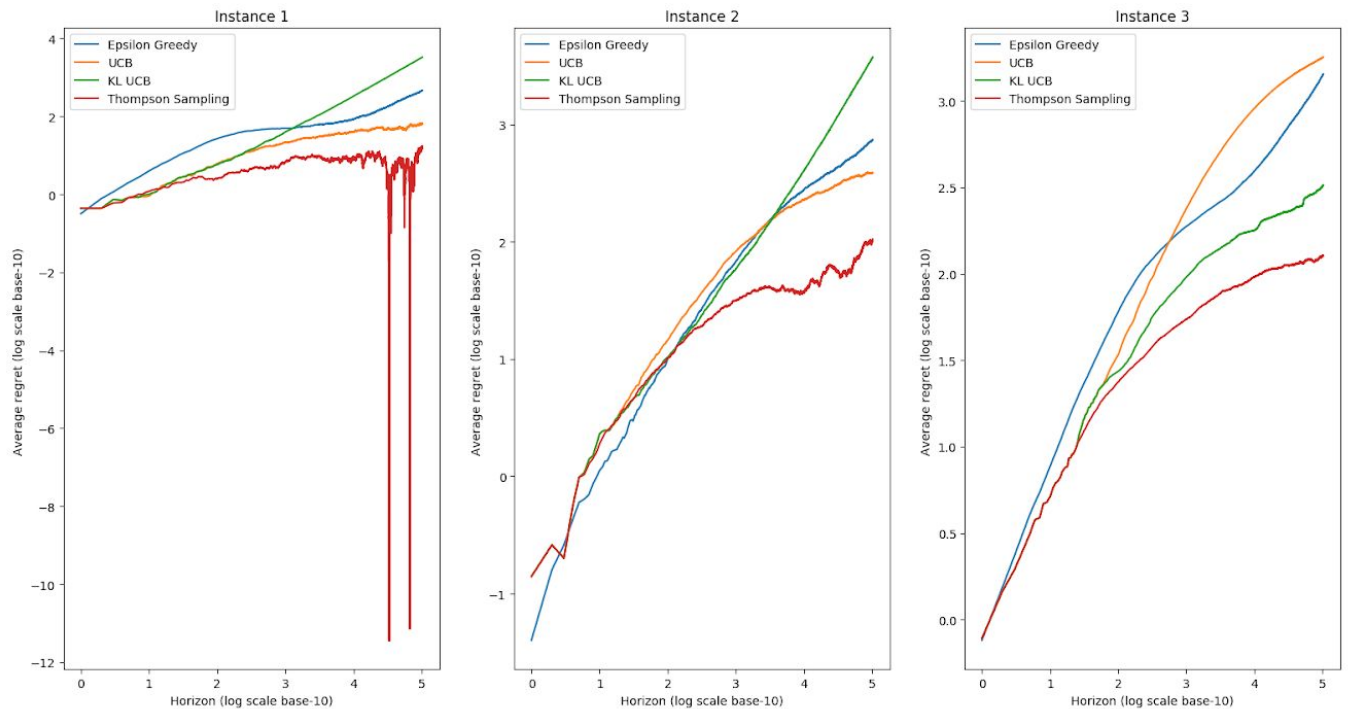 Instance 1
Epsilon Greedy
UCB
KL UCB
Thompson Sampling
4
2
0
−2
−4
−6
−8
−10
−12
Average regret (log scale base-10)
0 1 2 3 4 5
Horizon (log scale base-10)
Instance 2
Epsilon Greedy
UCB
KL UCB
Thompson Sampling
3
2
1
0
−1
Average regret (log scale base-10)
0 1 2 3 4 5
Horizon (log scale base-10)
Instance 3
Epsilon Greedy
UCB
KL UCB
Thompson Sampling
3.0
2.5
2.0
1.5
1.0
0.5
0.0
Average regret (log scale base-10)
0 1 2 3 4 5
Horizon (log scale base-10)